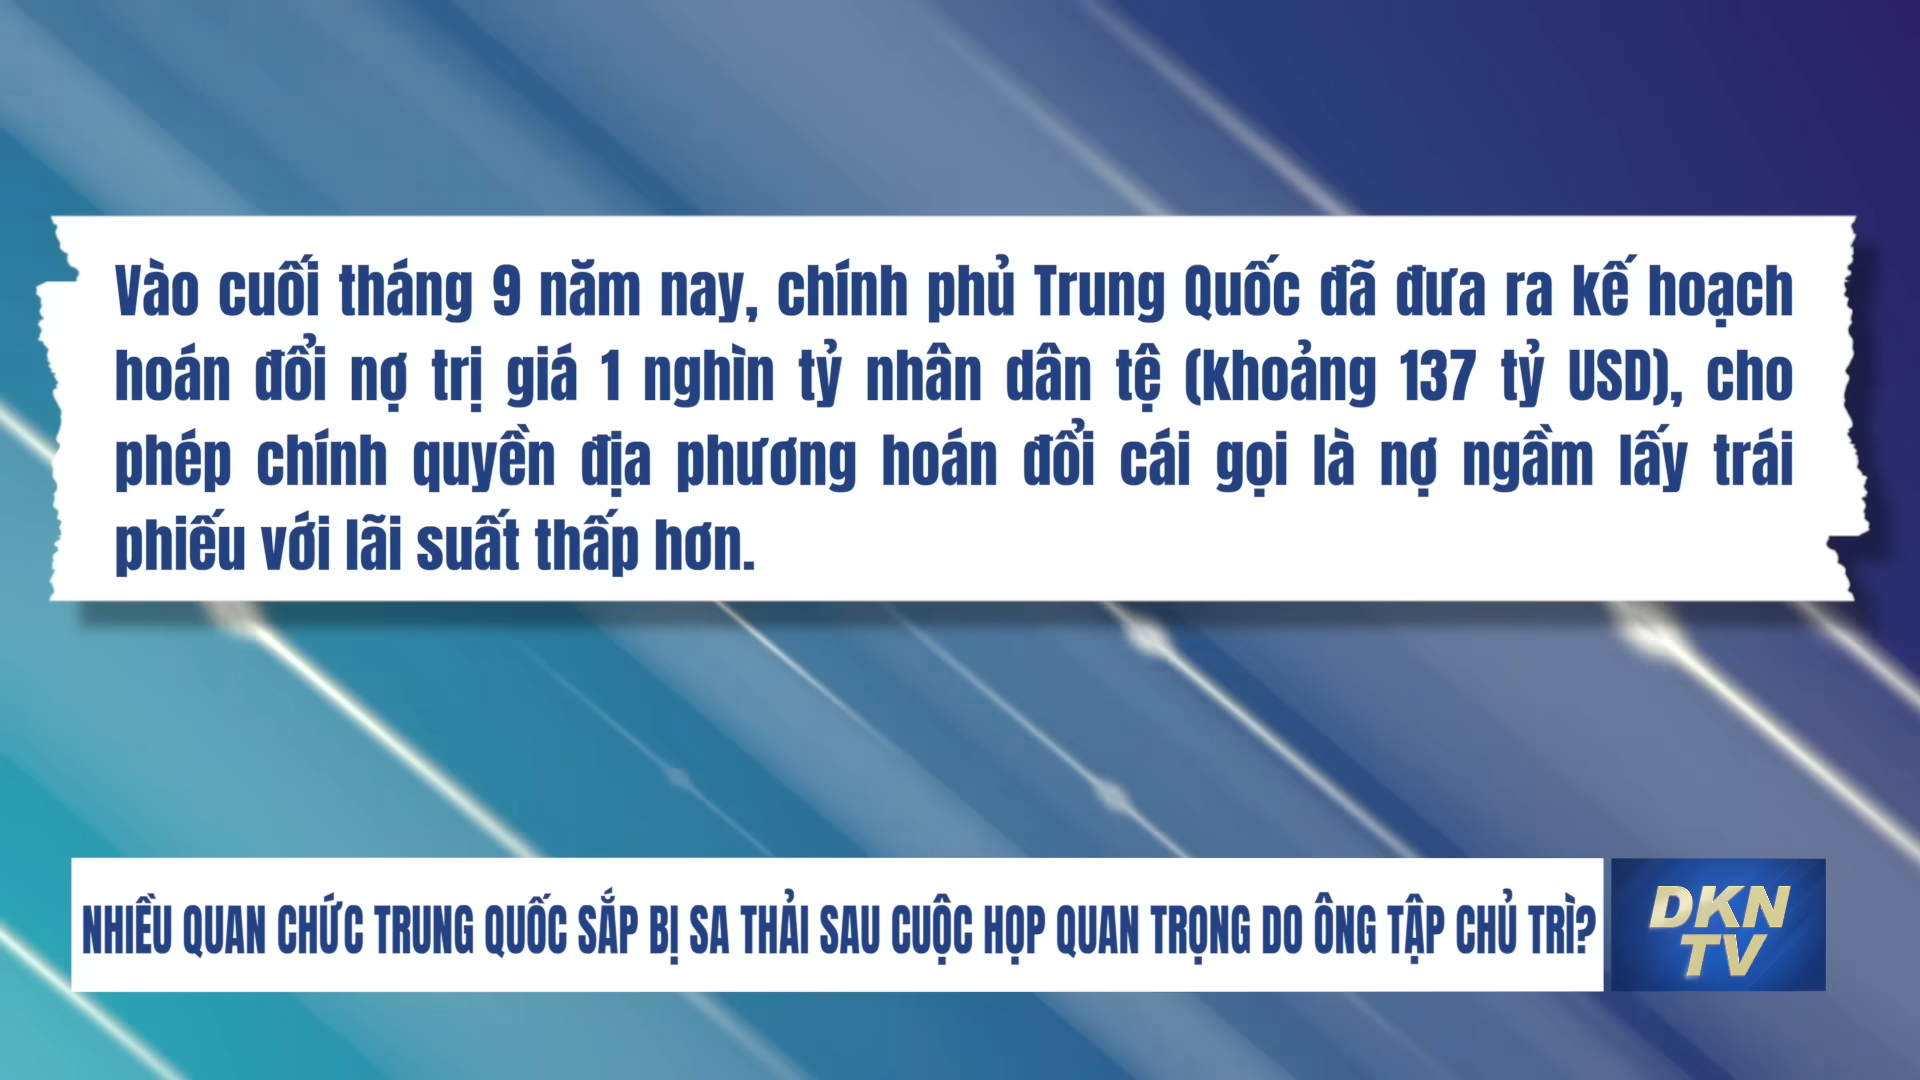 Vào cuối tháng 9 năm nay, chính phủ Trung Quốc đã đưa ra kế hoạch
hoán đổi nợ trị giá 1 nghìn tỷ nhân dân tệ (khoảng 137 tỷ USD), cho
phép chính quyền địa phương hoán đổi cái gọi là nợ ngầm lấy trái
phiếu với lãi suất thấp hơn.
NHIỀU QUAN CHỨC TRUNG QUỐC SẮP BỊ SA THẢI SAU CUỘC HỌP QUAN TRỌNG DO ÔNG TẬP CHỦ TRÌ?
DKN
TV